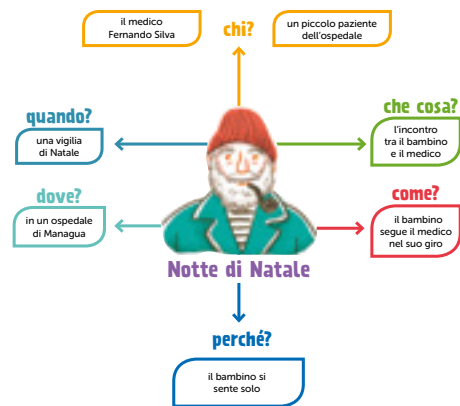 chi?
il medico
Fernando Silva
un piccolo paziente
dell'ospedale
quando?
una vigilia
di Natale
che cosa?
l'incontro
tra il bambino
e il medico
dove?
in un ospedale
di Managua
come?
il bambino
segue il medico
nel suo giro
Notte di Natale
perché?
il bambino si
sente solo